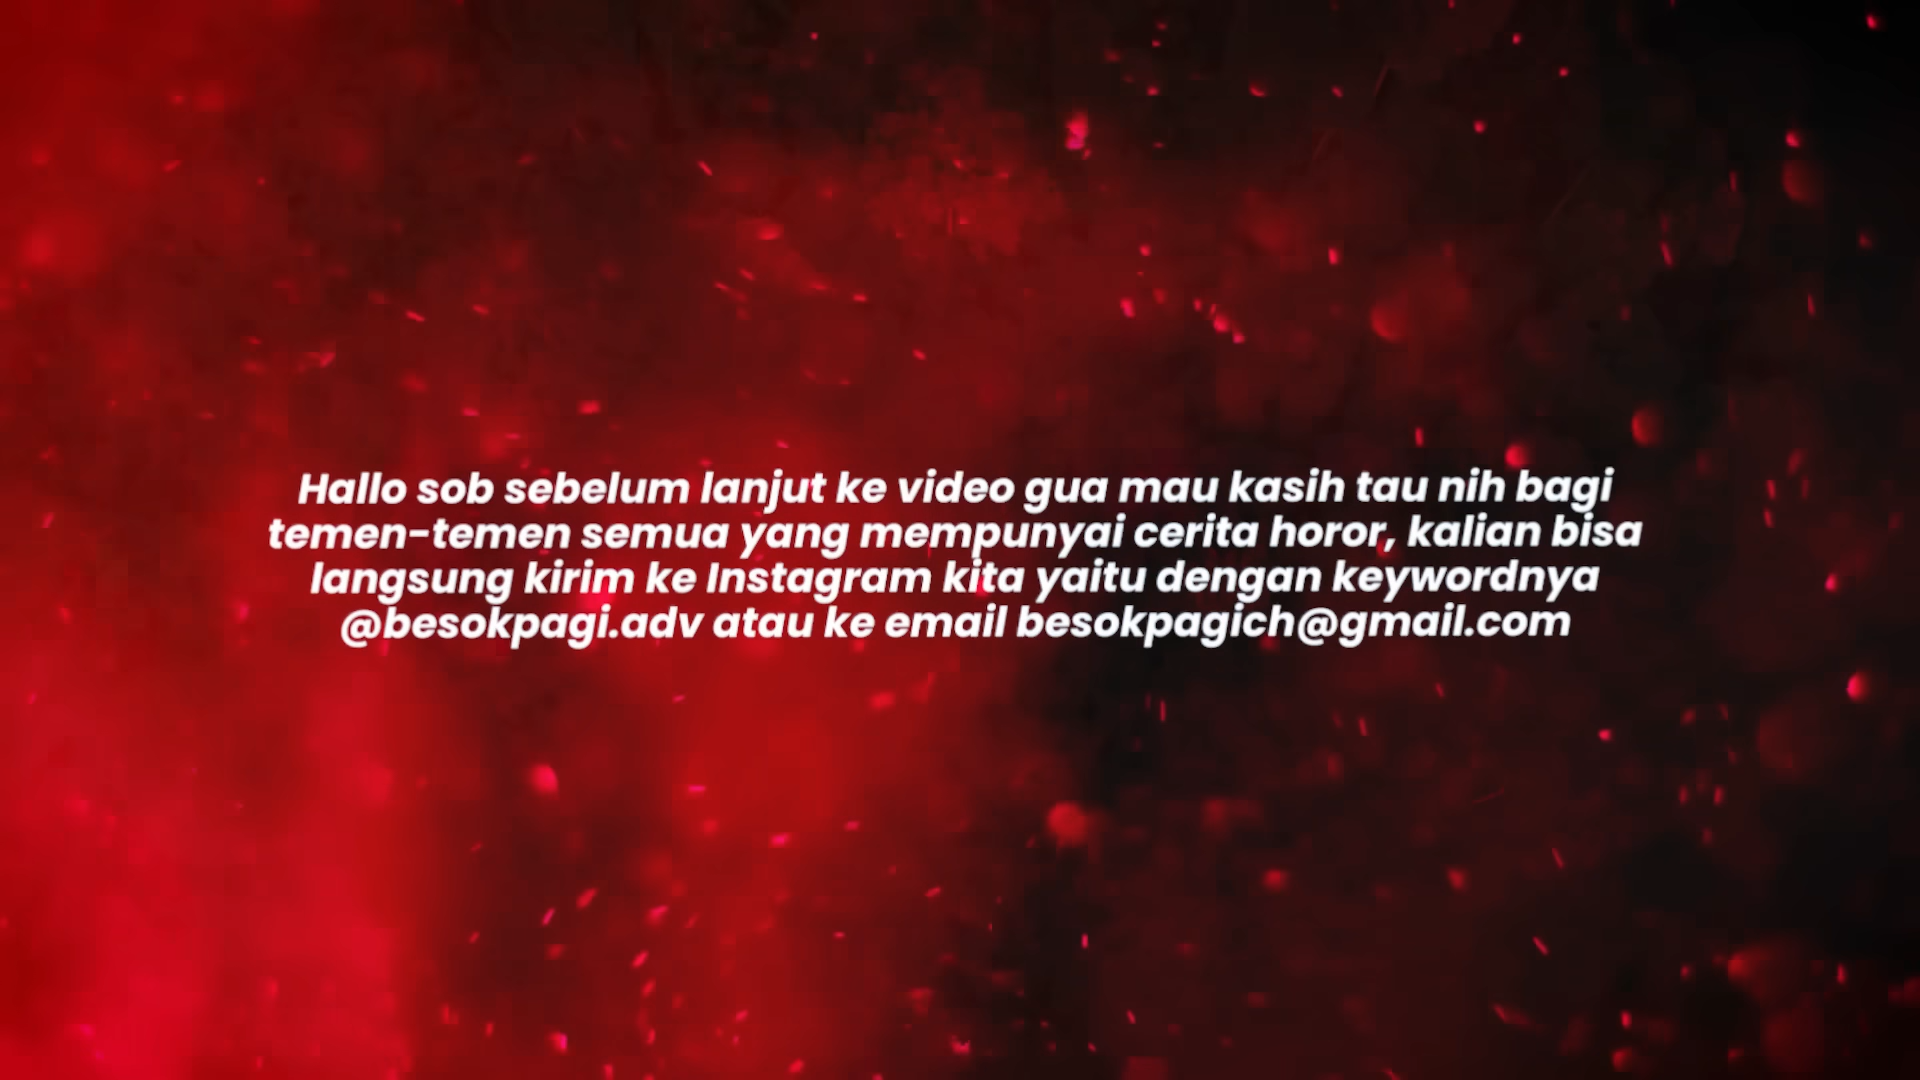 Hallo sob sebelum lanjut ke video gua mau kasih tau nih bagi
temen-temen semua yang mempunyai cerita horor, kalian bisa
langsung kirim ke Instagram kita yaitu dengan keywordnya
@besokpagi.adv atau ke email besokpagich@gmail.com